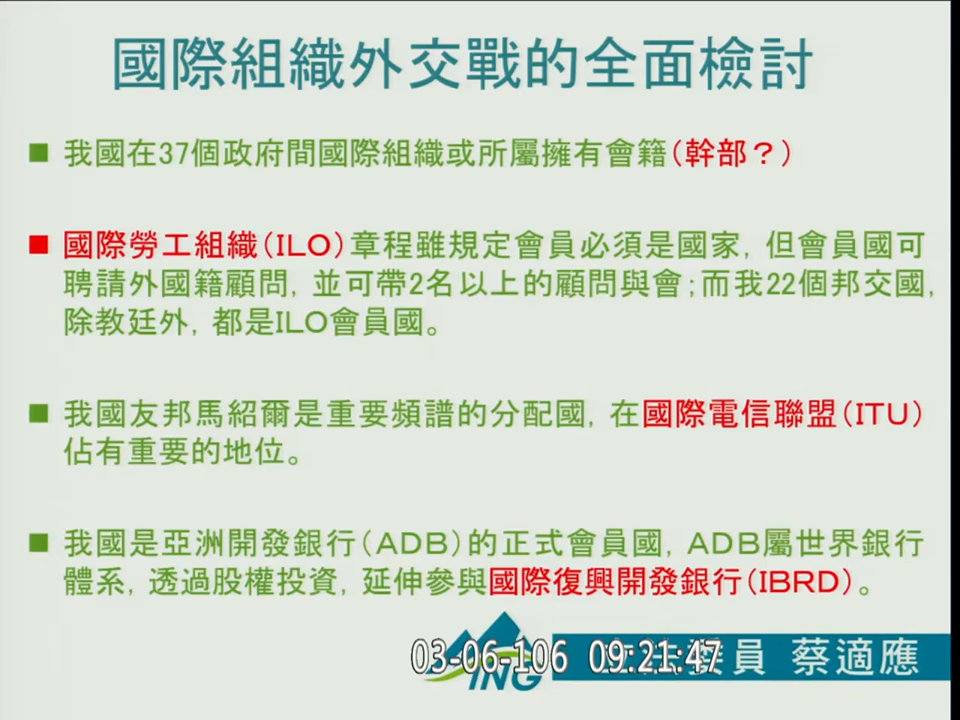 國際組織外交戰的全面檢討
我國在37個政府間國際組織或所屬擁有會籍(幹部？)
國際勞工組織(ILO)章程雖規定會員必須是國家，但會員國可
聘請外國籍顧問，並可帶2名以上的顧問與會；而我22個邦交國，
除教廷外，都是ILO會員國。
我國友邦馬紹爾是重要頻譜的分配國，在國際電信聯盟(ITU)
佔有重要的地位。
我國是亞洲開發銀行(ADB)的正式會員國，ADB屬世界銀行
體系，透過股權投資，延伸參與國際復興開發銀行(IBRD)。
03-06-106 09:21:47
ING
委員 蔡適應